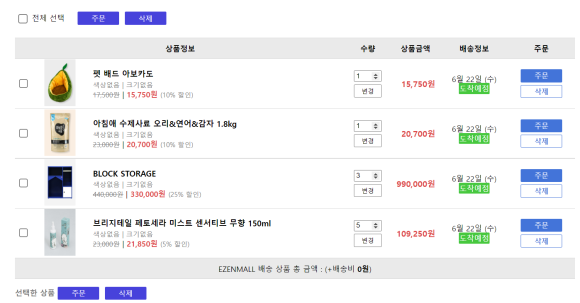 전체 선택 주문 삭제
상품정보 수량 상품금액 배송정보 주문
펫 배드 아보카도
색상없음 | 크기없음
17,500원 | 15,750원 (10% 할인)
1
변경
15,750원
6월 22일 (수)
도착예정
주문
삭제
아침애 수제사료 오리&연어&감자 1.8kg
색상없음 | 크기없음
23,000원 | 20,700원 (10% 할인)
1
변경
20,700원
6월 22일 (수)
도착예정
주문
삭제
BLOCK STORAGE
색상없음 | 크기없음
440,000원 | 330,000원 (25% 할인)
3
변경
990,000원
6월 22일 (수)
도착예정
주문
삭제
브리지테일 페토세라 미스트 센서티브 무향 150ml
색상없음 | 크기없음
23,000원 | 21,850원 (5% 할인)
5
변경
109,250원
6월 22일 (수)
도착예정
주문
삭제
EZENMALL 배송 상품 총 금액 : (+배송비 0원)
선택한 상품 주문 삭제